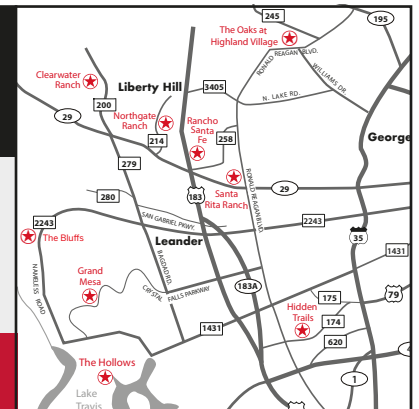 245
195
The Oaks at
Highland Village
RONALD REAGAN BLVD.
WILLIAMS DR.
Clearwater
Ranch
Liberty Hill
3405
N. LAKE RD.
200
29
Northgate
Ranch
Rancho
Santa
Fe
214
258
George
279
Santa
Rita Ranch
RONALD REAGAN BLVD.
29
280
183
SAN GABRIEL PKWY.
2243
2243
The Bluffs
Leander
35
1431
NAMELESS ROAD
BAGDAD RD.
Grand
Mesa
CRYSTAL FALLS PARKWAY
183A
175
79
Hidden
Trails
174
1431
620
4
The Hollows
Lake
Travis
1